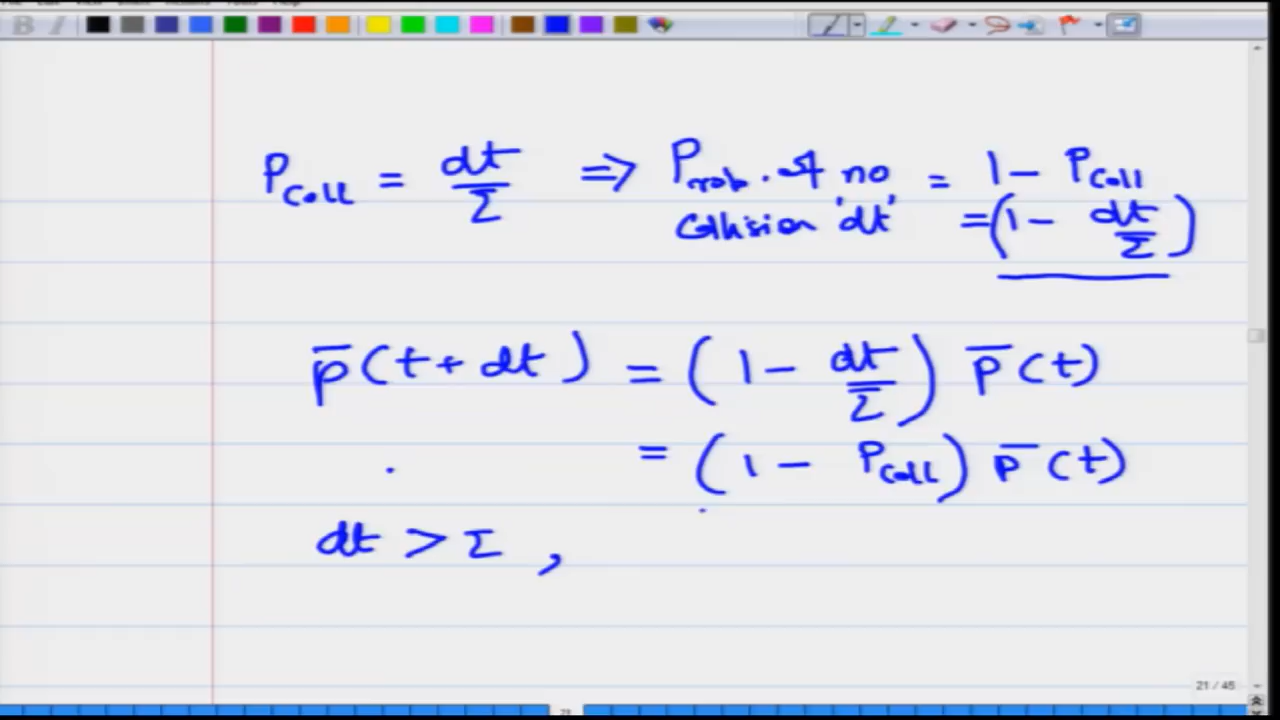 P_coll = dt/τ ⇒ Prob. of no collision 'dt' = 1 - P_coll
= (1 - dt/τ)
p̄(t + dt) = (1 - dt/τ) p̄(t)
= (1 - P_coll) p̄(t)
dt > τ ,
21 / 45
21